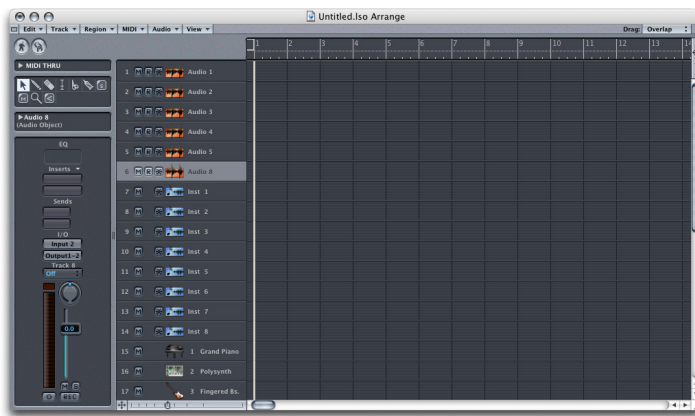 Untitled.lso Arrange
Edit Track Region MIDI Audio View Drag: Overlap
1 2 3 4 5 6 7 8 9 10 11 12 13 14
MIDI THRU
Audio 8
(Audio Object)
EQ
Inserts
Sends
I/O
Input 2
Output1-2
Track 8
Off
0.0
M S
REC
1 M R Audio 1
2 M R Audio 2
3 M R Audio 3
4 M R Audio 4
5 M R Audio 5
6 M R Audio 8
7 M Inst 1
8 M Inst 2
9 M Inst 3
10 M Inst 4
11 M Inst 5
12 M Inst 6
13 M Inst 7
14 M Inst 8
15 M 1 Grand Piano
16 M 2 Polysynth
17 M 3 Fingered Bs.